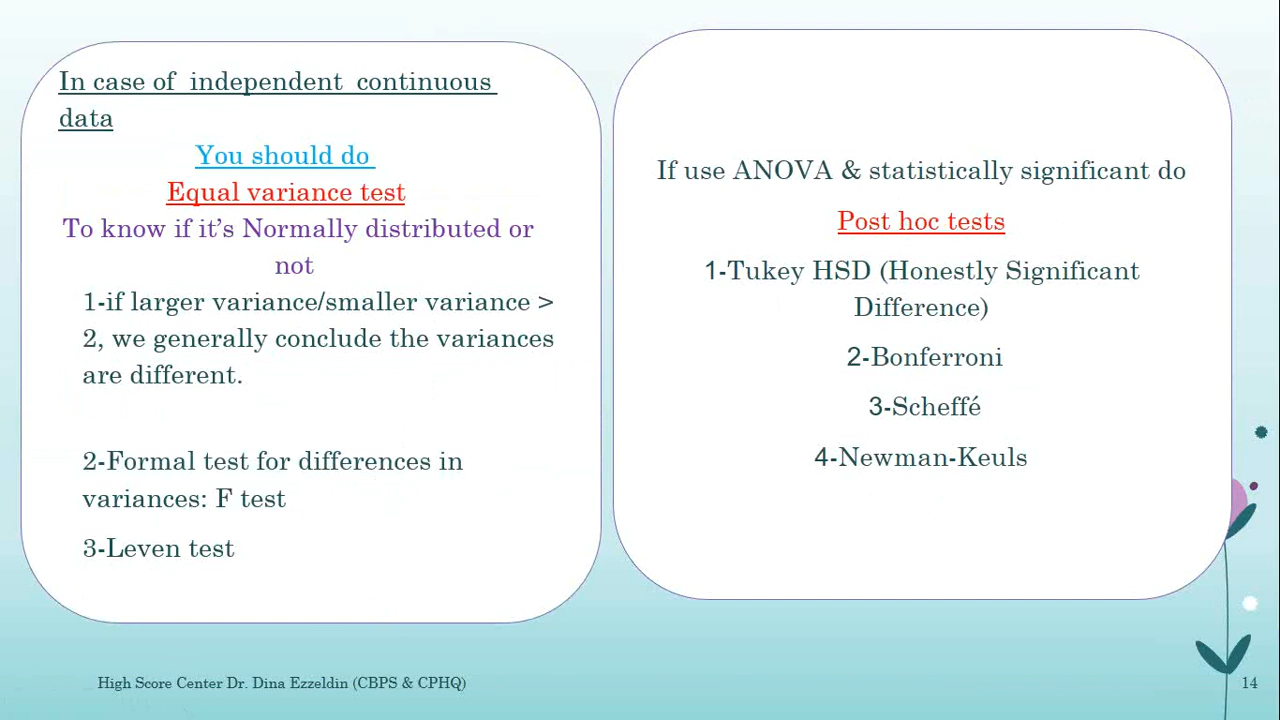 In case of independent continuous
data
You should do
Equal variance test
To know if it’s Normally distributed or
not
1-if larger variance/smaller variance >
2, we generally conclude the variances
are different.
2-Formal test for differences in
variances: F test
3-Leven test
If use ANOVA & statistically significant do
Post hoc tests
1-Tukey HSD (Honestly Significant
Difference)
2-Bonferroni
3-Scheffé
4-Newman-Keuls
High Score Center Dr. Dina Ezzeldin (CBPS & CPHQ)
14